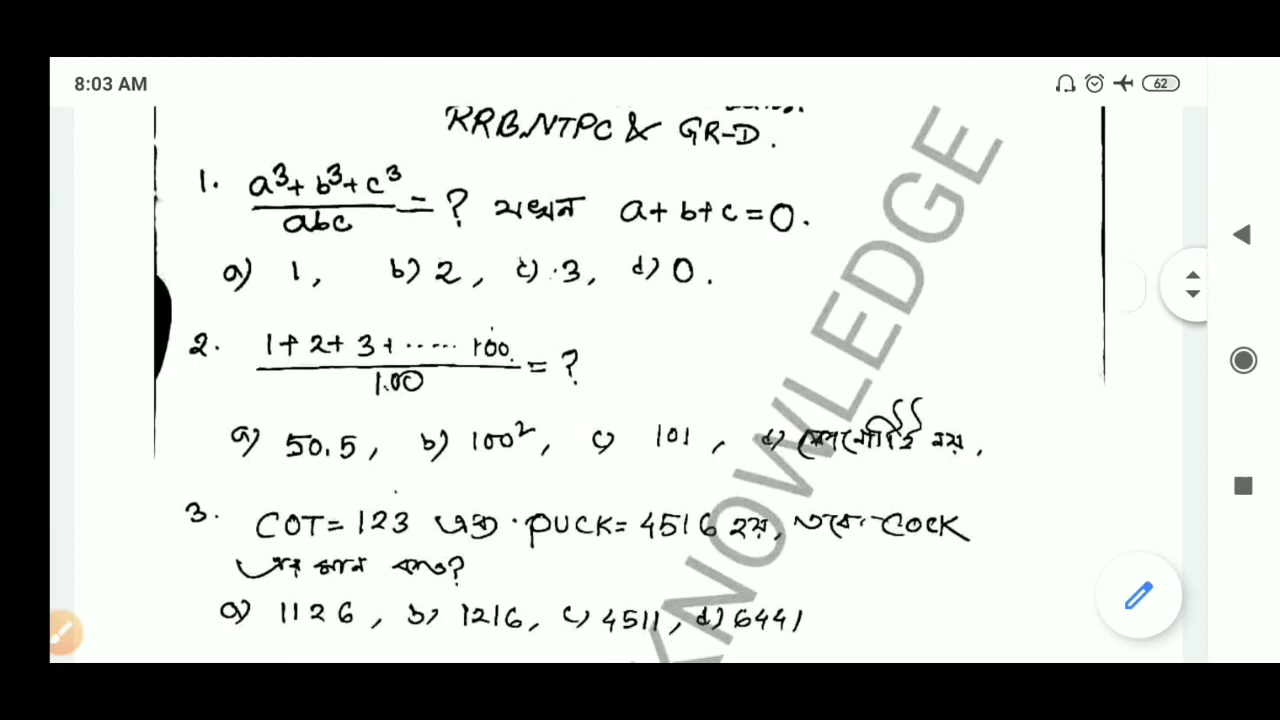 8:03 AM
62
RRB.NTPC & GR-D.
1. a³+ b³+ c³ / abc = ? যখন a+b+c=0.
a) 1, b) 2, c) 3, d) 0.
2. 1+ 2+ 3+ ...... 100. / 100 = ?
a) 50.5, b) 100², c) 101, d) কোনোটিই নয়.
3. COT= 123 এবং PUCK= 4516 হয়, তবে COCK
এর মান কত?
a) 1126, b) 1216, c) 4511, d) 6441
KNOWLEDGE